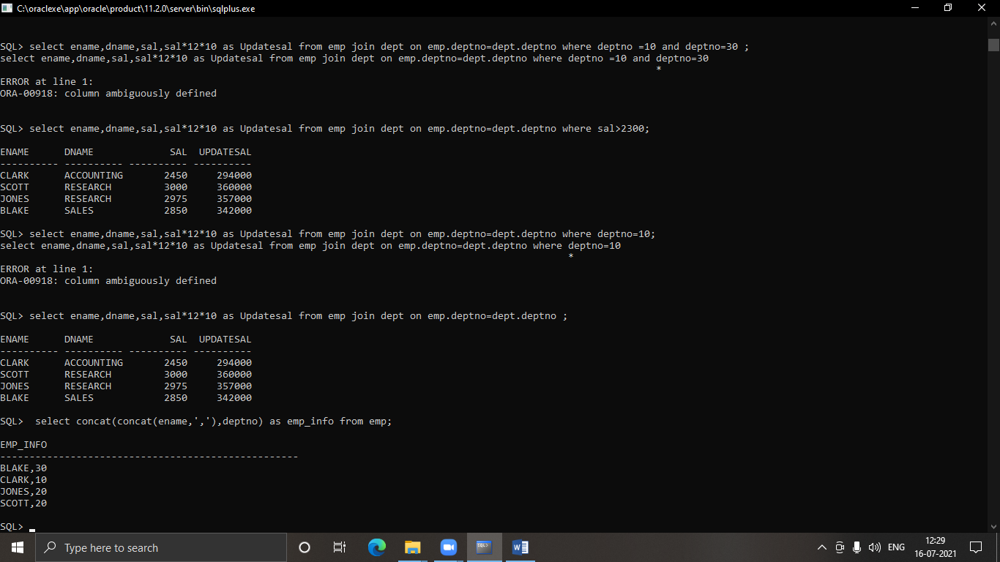 C:\oraclexe\app\oracle\product\11.2.0\server\bin\sqlplus.exe
SQL> select ename,dname,sal,sal*12*10 as Updatesal from emp join dept on emp.deptno=dept.deptno where deptno =10 and deptno=30 ;
select ename,dname,sal,sal*12*10 as Updatesal from emp join dept on emp.deptno=dept.deptno where deptno =10 and deptno=30
*
ERROR at line 1:
ORA-00918: column ambiguously defined
SQL> select ename,dname,sal,sal*12*10 as Updatesal from emp join dept on emp.deptno=dept.deptno where sal>2300;
ENAME      DNAME             SAL  UPDATESAL
---------- ---------- ---------- ----------
CLARK      ACCOUNTING       2450     294000
SCOTT      RESEARCH         3000     360000
JONES      RESEARCH         2975     357000
BLAKE      SALES            2850     342000
SQL> select ename,dname,sal,sal*12*10 as Updatesal from emp join dept on emp.deptno=dept.deptno where deptno=10;
select ename,dname,sal,sal*12*10 as Updatesal from emp join dept on emp.deptno=dept.deptno where deptno=10
*
ERROR at line 1:
ORA-00918: column ambiguously defined
SQL> select ename,dname,sal,sal*12*10 as Updatesal from emp join dept on emp.deptno=dept.deptno ;
ENAME      DNAME             SAL  UPDATESAL
---------- ---------- ---------- ----------
CLARK      ACCOUNTING       2450     294000
SCOTT      RESEARCH         3000     360000
JONES      RESEARCH         2975     357000
BLAKE      SALES            2850     342000
SQL>  select concat(concat(ename,','),deptno) as emp_info from emp;
EMP_INFO
---------------------------------------------------
BLAKE,30
CLARK,10
JONES,20
SCOTT,20
SQL>
Type here to search
ENG
12:29
16-07-2021